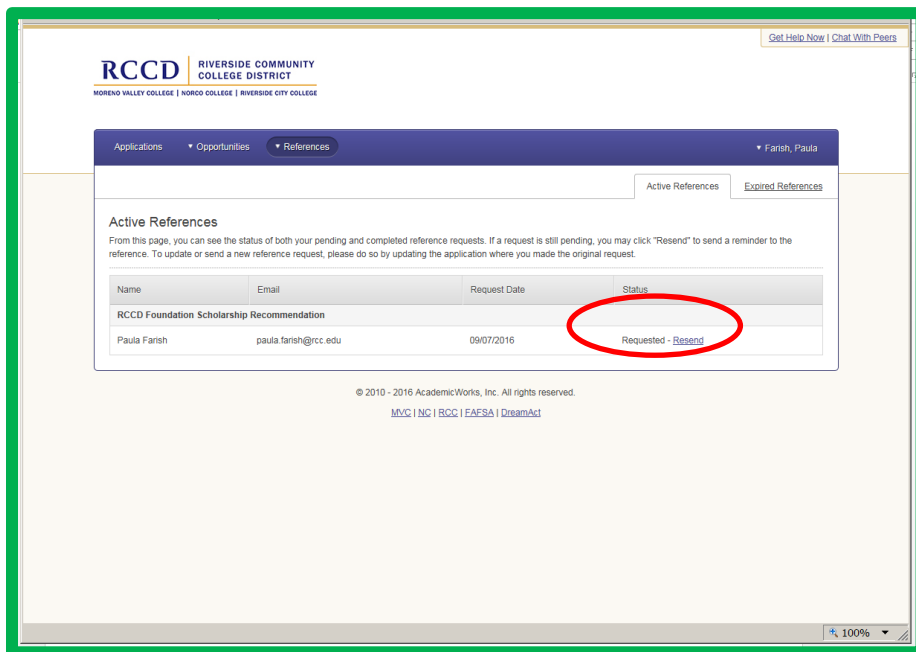 Get Help Now | Chat With Peers
RCCD RIVERSIDE COMMUNITY
COLLEGE DISTRICT
MORENO VALLEY COLLEGE | NORCO COLLEGE | RIVERSIDE CITY COLLEGE
Applications ▼ Opportunities ▼ References ▼ Farish, Paula
Active References Expired References
Active References
From this page, you can see the status of both your pending and completed reference requests. If a request is still pending, you may click "Resend" to send a reminder to the
reference. To update or send a new reference request, please do so by updating the application where you made the original request.
Name Email Request Date Status
RCCD Foundation Scholarship Recommendation
Paula Farish paula.farish@rcc.edu 09/07/2016 Requested - Resend
© 2010 - 2016 AcademicWorks, Inc. All rights reserved.
MVC | NC | RCC | FAFSA | DreamAct
100% ▼